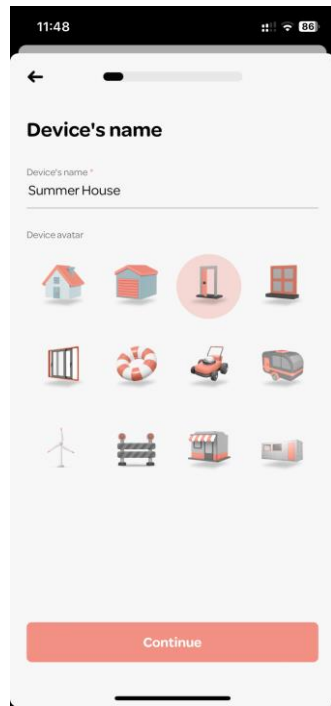 11:48
86
Device's name
Device's name *
Summer House
Device avatar
Continue